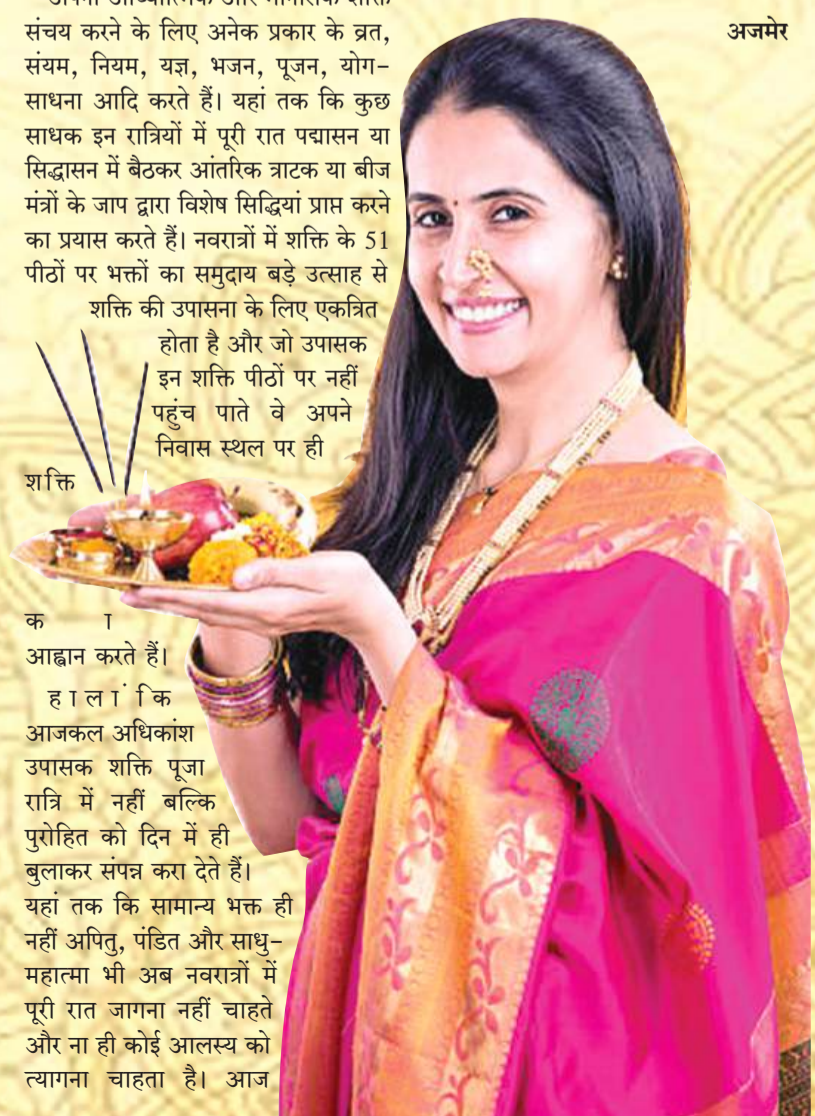 संचय करने के लिए अनेक प्रकार के व्रत,
संयम, नियम, यज्ञ, भजन, पूजन, योग-
साधना आदि करते हैं। यहां तक कि कुछ
साधक इन रात्रियों में पूरी रात पद्मासन या
सिद्धासन में बैठकर आंतरिक त्राटक या बीज
मंत्रों के जाप द्वारा विशेष सिद्धियां प्राप्त करने
का प्रयास करते हैं। नवरात्रों में शक्ति के 51
पीठों पर भक्तों का समुदाय बड़े उत्साह से
शक्ति की उपासना के लिए एकत्रित
होता है और जो उपासक
इन शक्ति पीठों पर नहीं
पहुंच पाते वे अपने
निवास स्थल पर ही
शक्ति
का
आह्वान करते हैं।
हालांकि
आजकल अधिकांश
उपासक शक्ति पूजा
रात्रि में नहीं बल्कि
पुरोहित को दिन में ही
बुलाकर संपन्न करा देते हैं।
यहां तक कि सामान्य भक्त ही
नहीं अपितु, पंडित और साधु-
महात्मा भी अब नवरात्रों में
पूरी रात जागना नहीं चाहते
और ना ही कोई आलस्य को
त्यागना चाहता है। आज
अजमेर